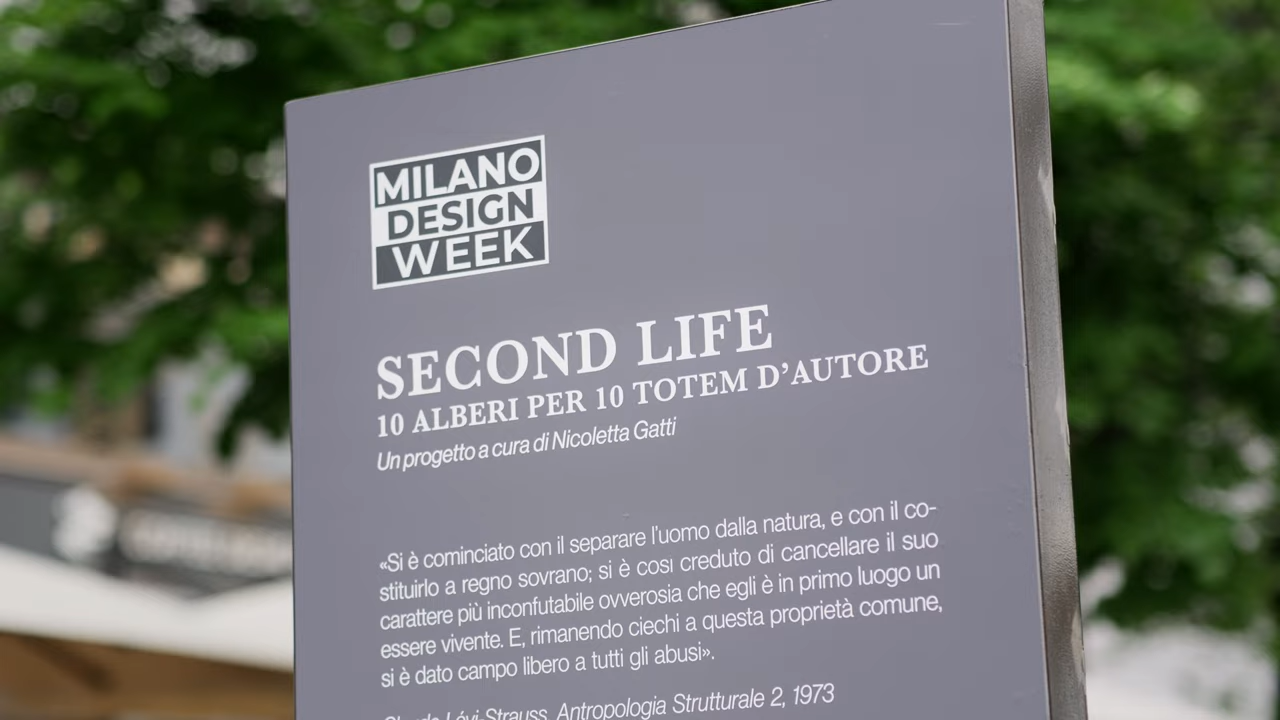 MILANO
DESIGN
WEEK
SECOND LIFE
10 ALBERI PER 10 TOTEM D'AUTORE
Un progetto a cura di Nicoletta Gatti
«Si è cominciato con il separare l'uomo dalla natura, e con il co-
stituirlo a regno sovrano; si è cosi creduto di cancellare il suo
carattere più inconfutabile ovverosia che egli è in primo luogo un
essere vivente. E, rimanendo ciechi a questa proprietà comune,
si è dato campo libero a tutti gli abusi».
Lévi-Strauss, Antropologia Strutturale 2, 1973